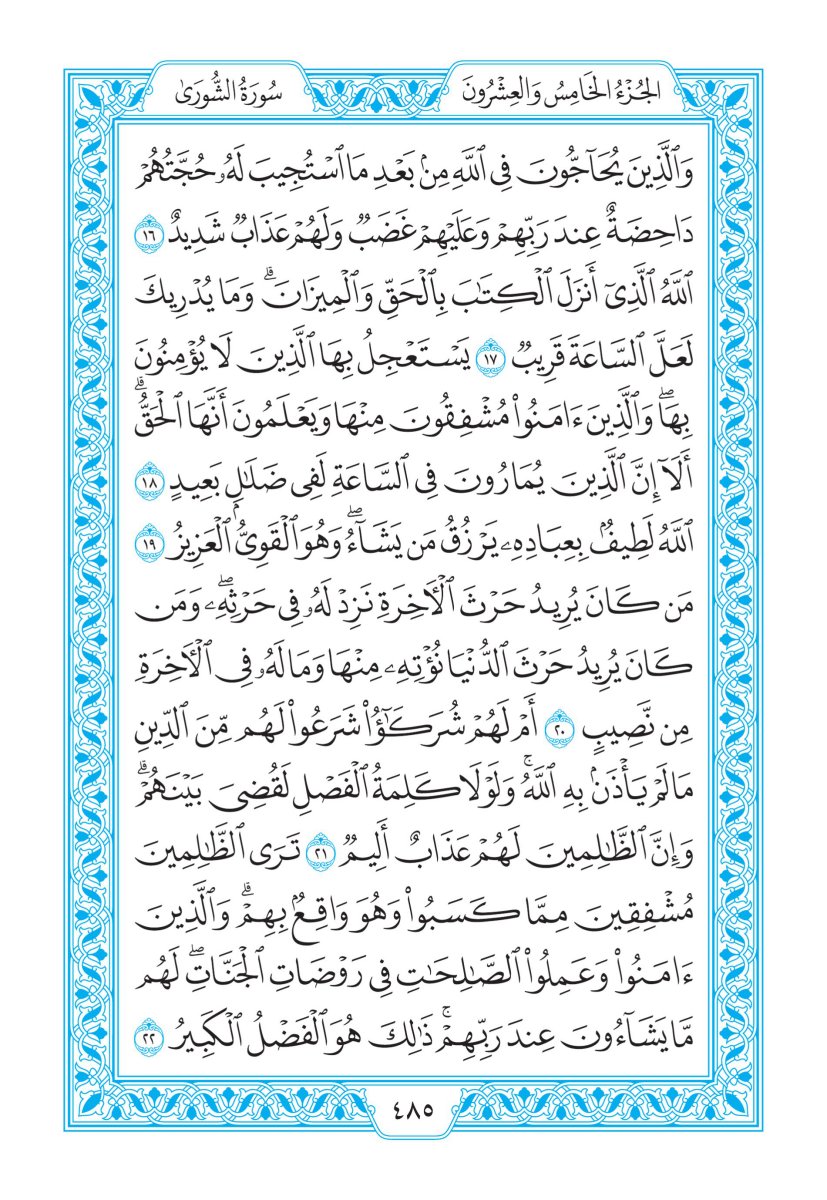 الجُزْءُ الخَامِسُ وَالعِشْرُونَ
سُورَةُ الشُّورَىٰ
وَٱلَّذِينَ يُحَآجُّونَ فِى ٱللَّهِ مِنۢ بَعْدِ مَا ٱسْتُجِيبَ لَهُۥ حُجَّتُهُمْ
دَاحِضَةٌ عِندَ رَبِّهِمْ وَعَلَيْهِمْ غَضَبٌ وَلَهُمْ عَذَابٌ شَدِيدٌ ١٦
ٱللَّهُ ٱلَّذِىٓ أَنزَلَ ٱلْكِتَٰبَ بِٱلْحَقِّ وَٱلْمِيزَانَ ۗ وَمَا يُدْرِيكَ
لَعَلَّ ٱلسَّاعَةَ قَرِيبٌ ١٧ يَسْتَعْجِلُ بِهَا ٱلَّذِينَ لَا يُؤْمِنُونَ
بِهَا ۖ وَٱلَّذِينَ ءَامَنُوا۟ مُشْفِقُونَ مِنْهَا وَيَعْلَمُونَ أَنَّهَا ٱلْحَقُّ ۗ
أَلَآ إِنَّ ٱلَّذِينَ يُمَارُونَ فِى ٱلسَّاعَةِ لَفِى ضَلَٰلٍۭ بَعِيدٍ ١٨
ٱللَّهُ لَطِيفٌۢ بِعِبَادِهِۦ يَرْزُقُ مَن يَشَآءُ ۖ وَهُوَ ٱلْقَوِىُّ ٱلْعَزِيزُ ١٩
مَن كَانَ يُرِيدُ حَرْثَ ٱلْـَٔاخِرَةِ نَزِدْ لَهُۥ فِى حَرْثِهِۦ ۖ وَمَن
كَانَ يُرِيدُ حَرْثَ ٱلدُّنْيَا نُؤْتِهِۦ مِنْهَا وَمَا لَهُۥ فِى ٱلْـَٔاخِرَةِ
مِن نَّصِيبٍ ٢٠ أَمْ لَهُمْ شُرَكَٰٓؤُا۟ شَرَعُوا۟ لَهُم مِّنَ ٱلدِّينِ
مَا لَمْ يَأْذَنۢ بِهِ ٱللَّهُ ۚ وَلَوْلَا كَلِمَةُ ٱلْفَصْلِ لَقُضِىَ بَيْنَهُمْ ۗ
وَإِنَّ ٱلظَّٰلِمِينَ لَهُمْ عَذَابٌ أَلِيمٌ ٢١ تَرَى ٱلظَّٰلِمِينَ
مُشْفِقِينَ مِمَّا كَسَبُوا۟ وَهُوَ وَاقِعٌۢ بِهِمْ ۗ وَٱلَّذِينَ
ءَامَنُوا۟ وَعَمِلُوا۟ ٱلصَّٰلِحَٰتِ فِى رَوْضَاتِ ٱلْجَنَّاتِ ۖ لَهُم
مَّا يَشَآءُونَ عِندَ رَبِّهِمْ ۚ ذَٰلِكَ هُوَ ٱلْفَضْلُ ٱلْكَبِيرُ ٢٢
٤٨٥